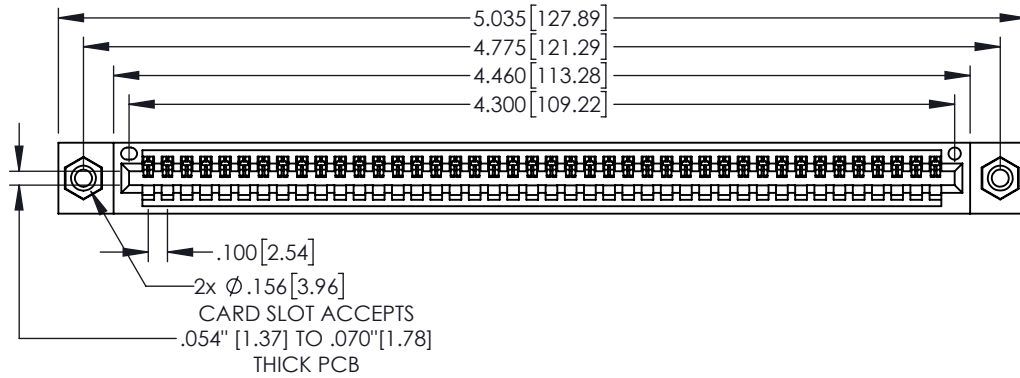 5.035[127.89]
4.775[121.29]
4.460[113.28]
4.300[109.22]
.100[2.54]
2x Ø.156[3.96]
CARD SLOT ACCEPTS
.054" [1.37] TO .070"[1.78]
THICK PCB